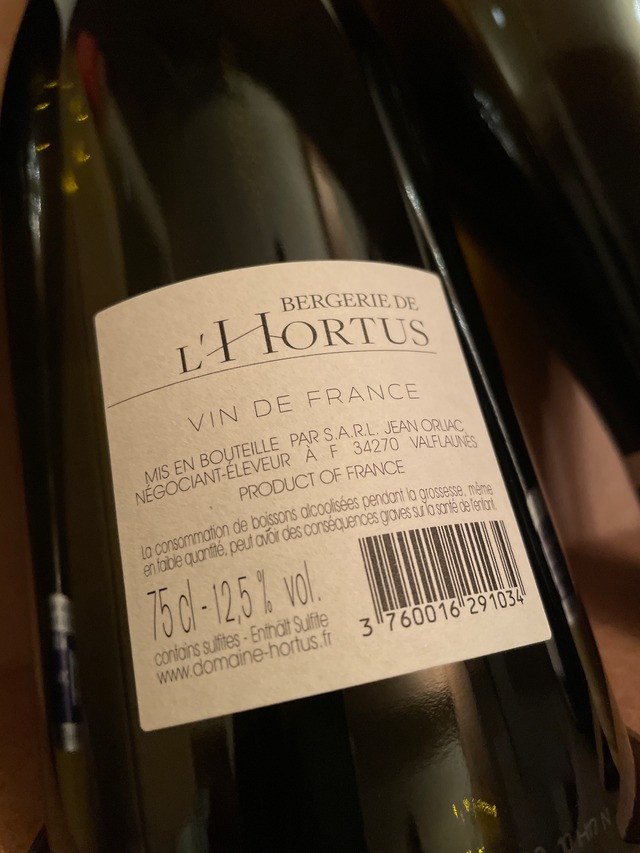 BERGERIE DE
L'HORTUS
VIN DE FRANCE
MIS EN BOUTEILLE PAR S.A.R.L. JEAN ORLIAC
NÉGOCIANT-ÉLEVEUR À F 34270 VALFLAUNÈS
PRODUCT OF FRANCE
La consommation de boissons alcoolisées pendant la grossesse, même
en faible quantité, peut avoir des conséquences graves sur la santé de l'enfant.
75 cl - 12,5 % vol.
contains sulfites - Enthält Sulfite
www.domaine-hortus.fr
3 760016 291034